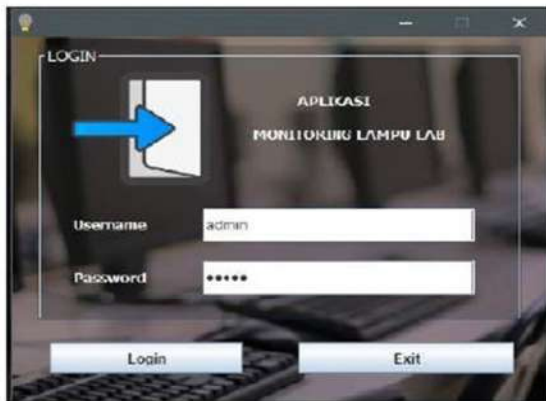 LOGIN
APLIKASI
MONITORING LAMPU LAB
Username admin
Password •••••
Login Exit